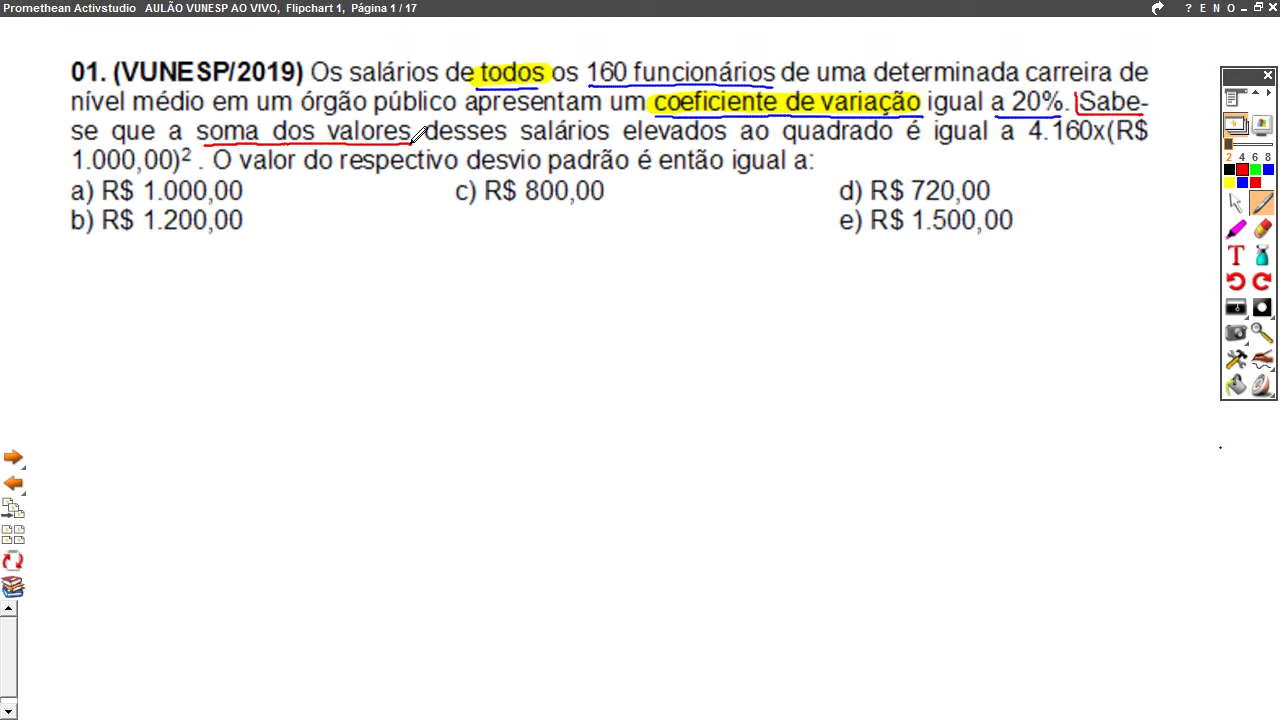 Promethean Activstudio AULÃO VUNESP AO VIVO, Flipchart 1, Página 1 / 17
? E N O
01. (VUNESP/2019) Os salários de todos os 160 funcionários de uma determinada carreira de
nível médio em um órgão público apresentam um coeficiente de variação igual a 20%. Sabe-
se que a soma dos valores desses salários elevados ao quadrado é igual a 4.160x(R$
1.000,00)² . O valor do respectivo desvio padrão é então igual a:
a) R$ 1.000,00 c) R$ 800,00 d) R$ 720,00
b) R$ 1.200,00 e) R$ 1.500,00
2 4 6 8
T